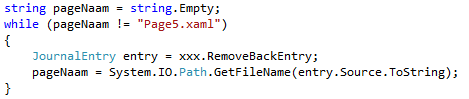 string pageNaam = string.Empty;
while (pageNaam != "Page5.xaml")
{
    JournalEntry entry = xxx.RemoveBackEntry;
    pageNaam = System.IO.Path.GetFileName(entry.Source.ToString);
}